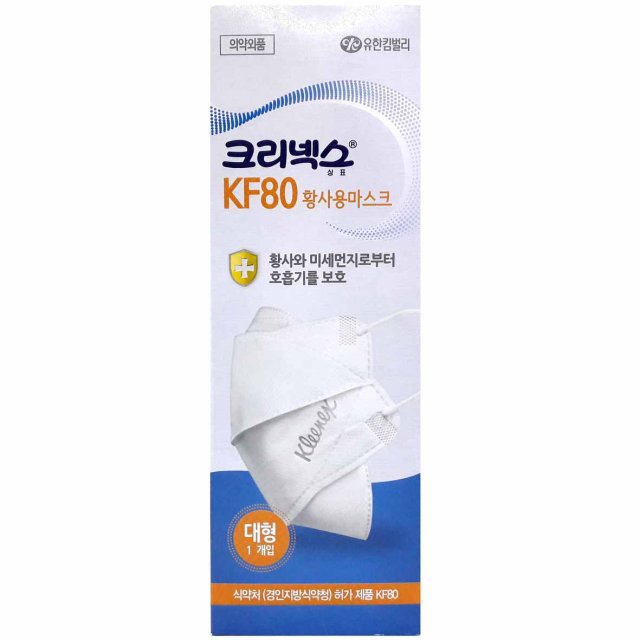 의약외품
유한킴벌리
크리넥스®
상표
KF80 황사용마스크
황사와 미세먼지로부터
호흡기를 보호
Kleenex
대형
1 개입
식약처 (경인지방식약청) 허가 제품 KF80